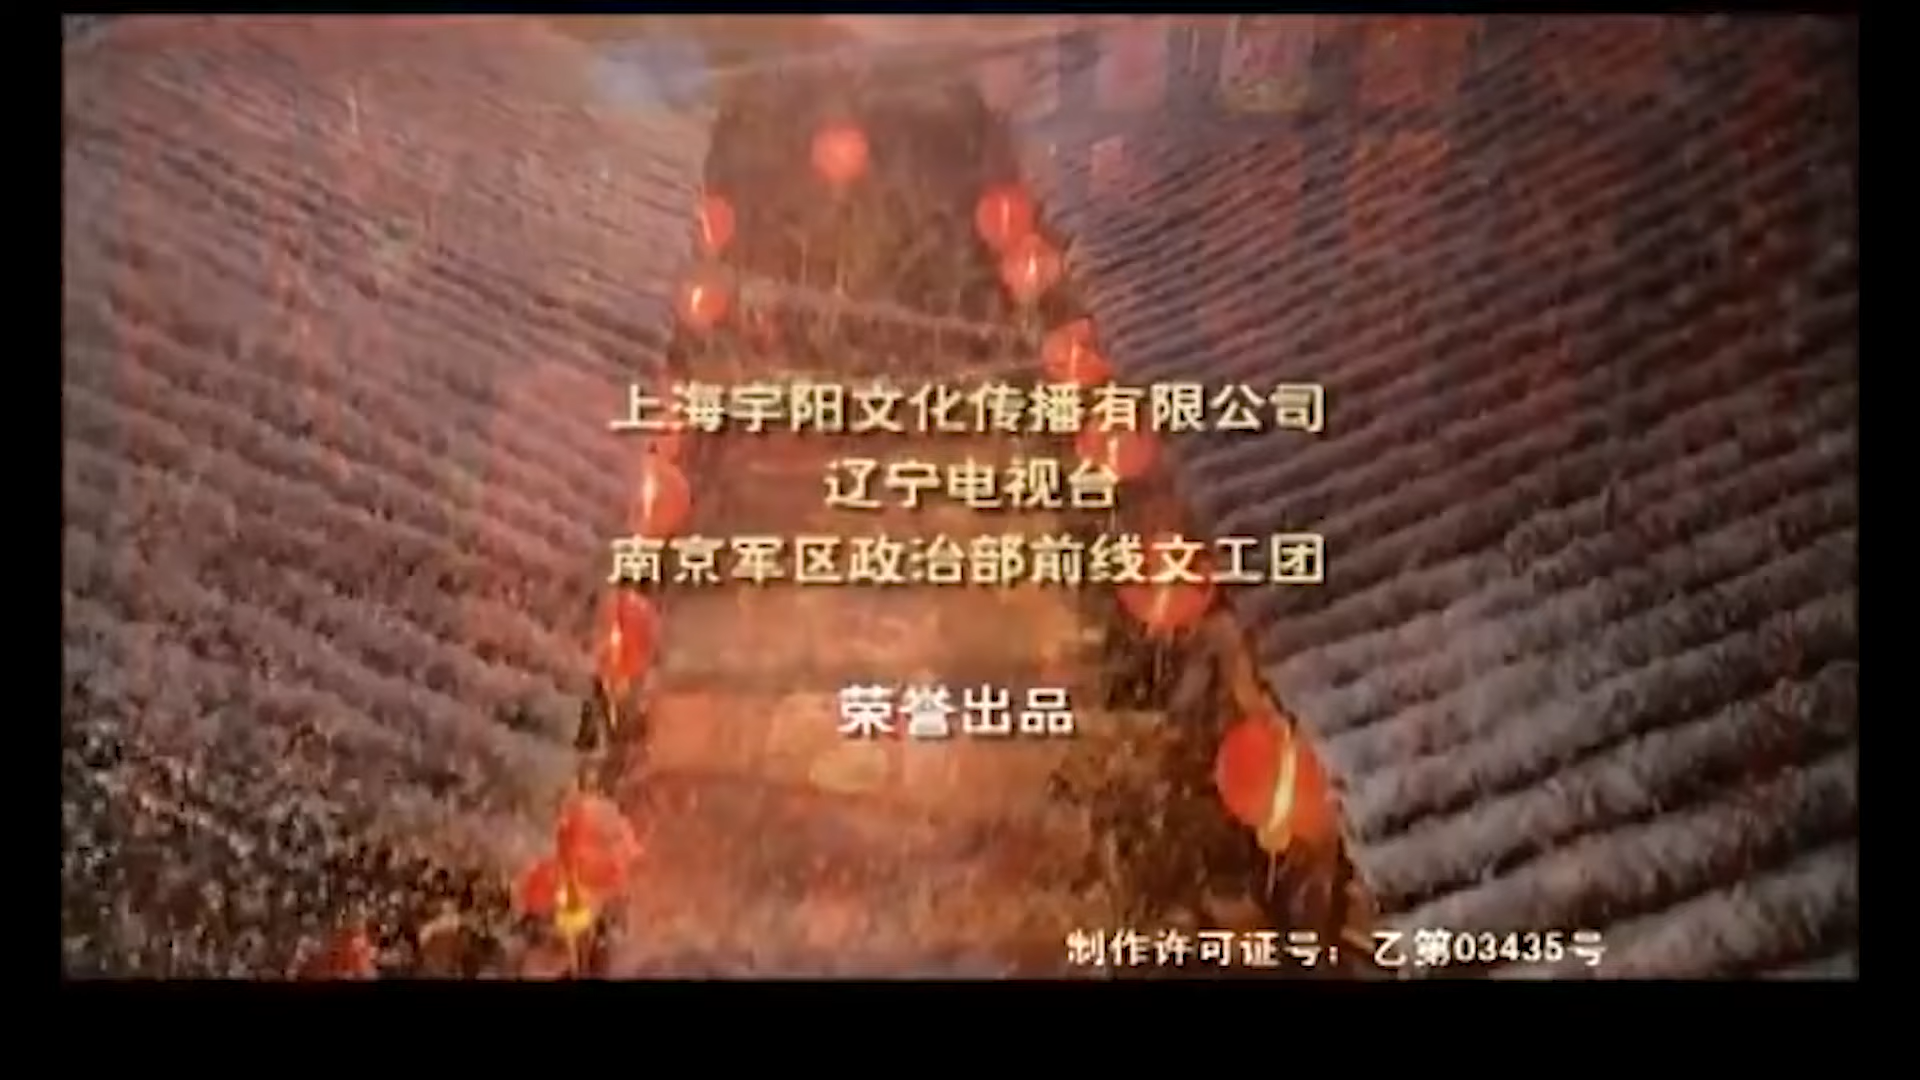 上海宇阳文化传播有限公司
辽宁电视台
南京军区政治部前线文工团
荣誉出品
制作许可证号：乙第03435号